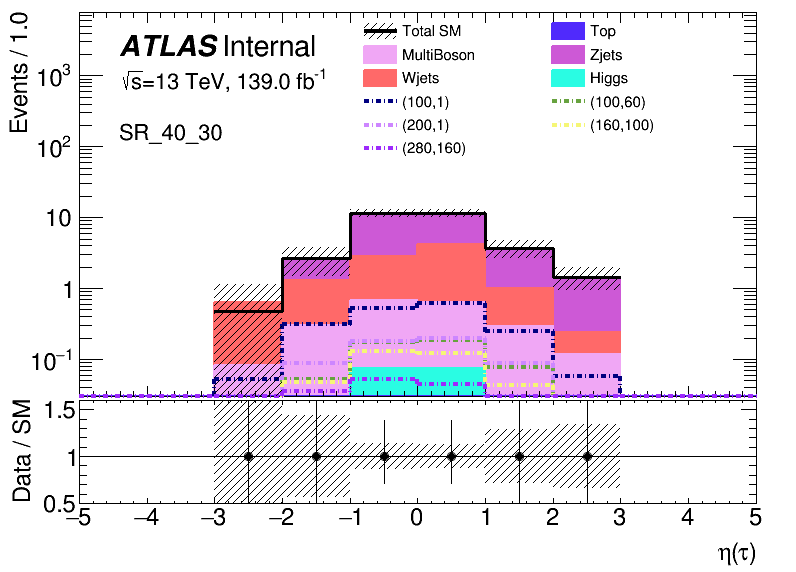 ATLAS Internal
√s=13 TeV, 139.0 fb⁻¹
SR_40_30
Total SM
Top
MultiBoson
Zjets
Wjets
Higgs
(100,1)
(100,60)
(200,1)
(160,100)
(280,160)
Events / 1.0
10³
10²
10
1
10⁻¹
Data / SM
1.5
1
0.5
−5 −4 −3 −2 −1 0 1 2 3 4 5
η(τ)